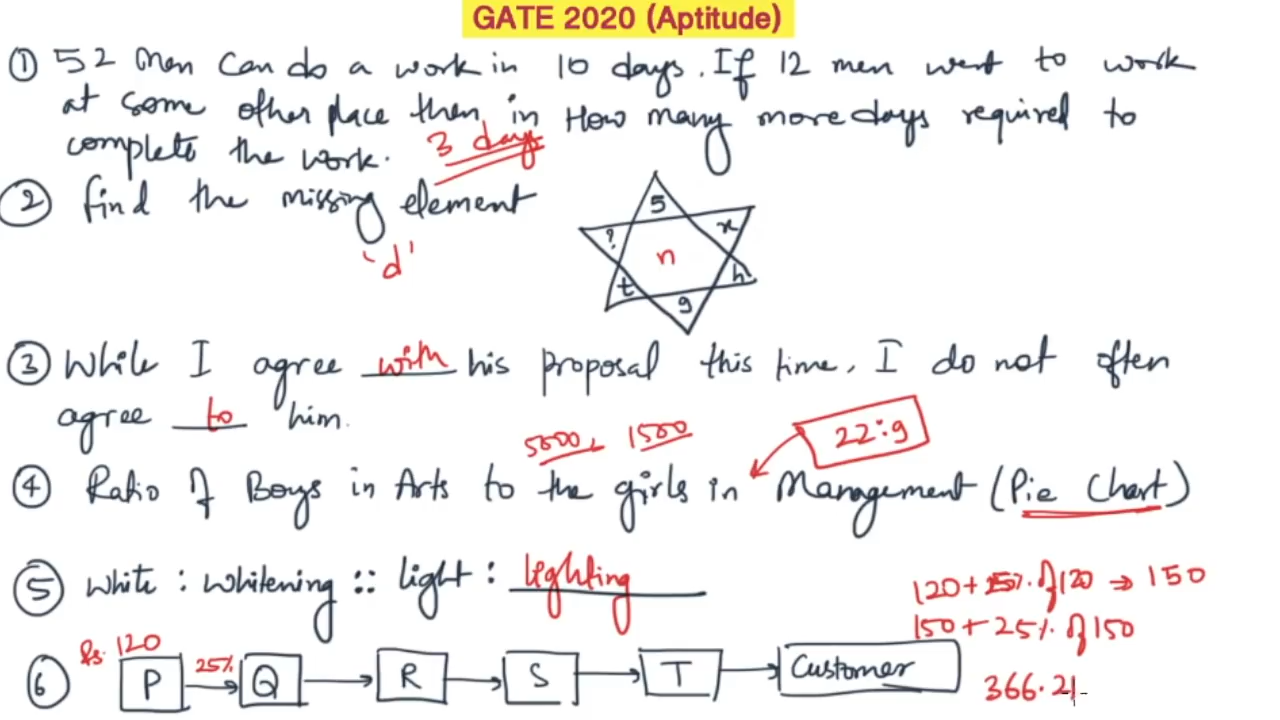 GATE 2020 (Aptitude)
① 52 men can do a work in 10 days. If 12 men went to work
at some other place then in How many more days required to
complete the work. 3 days
② find the missing element
'd'
5
?
x
n
t
h
g
③ While I agree with his proposal this time, I do not often
agree to him.
5000, 1500
22:9
④ Ratio of Boys in Arts to the girls in Management (Pie Chart)
⑤ White : whitening :: light : lighting
120 + 25% of 120 ⇒ 150
150 + 25% of 150
366.21
Rs. 120
⑥ P 25% Q R S T Customer